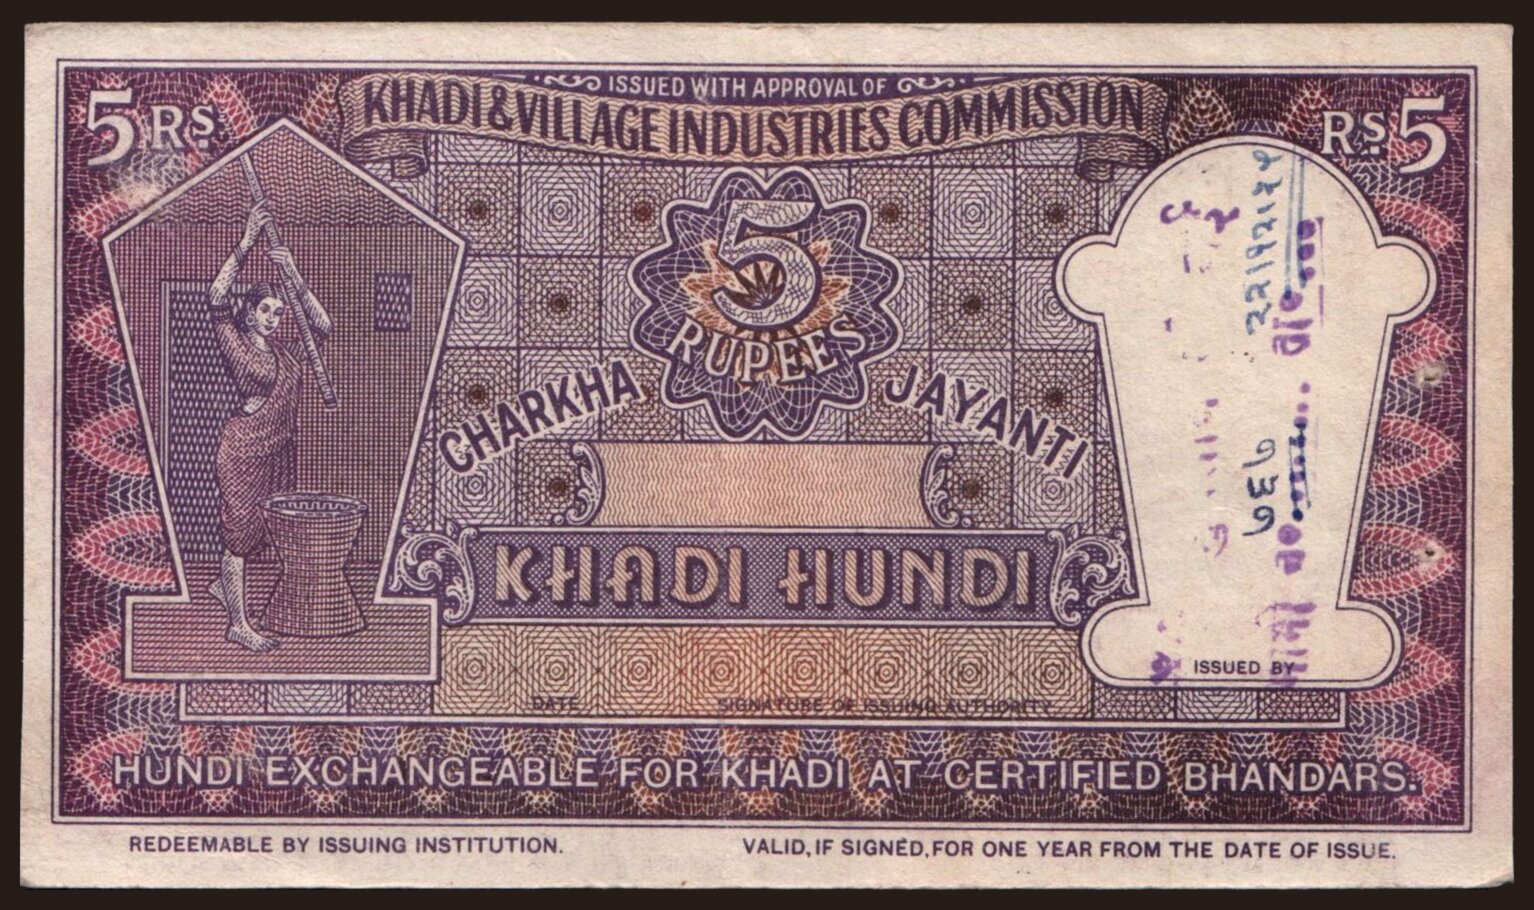 ISSUED WITH APPROVAL OF
KHADI & VILLAGE INDUSTRIES COMMISSION
5 RS
RS 5
5
RUPEES
CHARKHA JAYANTI
KHADI HUNDI
ISSUED BY
DATE SIGNATURE OF ISSUING AUTHORITY
HUNDI EXCHANGEABLE FOR KHADI AT CERTIFIED BHANDARS.
REDEEMABLE BY ISSUING INSTITUTION. VALID, IF SIGNED, FOR ONE YEAR FROM THE DATE OF ISSUE.